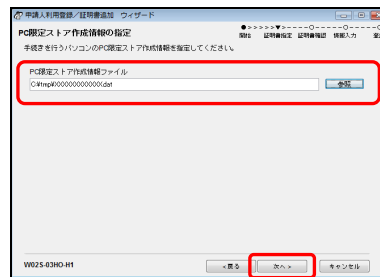 申請人利用登録／証明書追加 ウィザード
PC限定ストア作成情報の指定
●>>>>>▼>----○-----○-----○
開始 証明書指定 証明書確認 情報入力
手続きを行うパソコンのPC限定ストア作成情報を指定してください。
PC限定ストア作成情報ファイル
C:¥tmp¥XXXXXXXXXXXX.dat
参照
W02S-03HO-H1
<戻る
次へ >
キャンセル